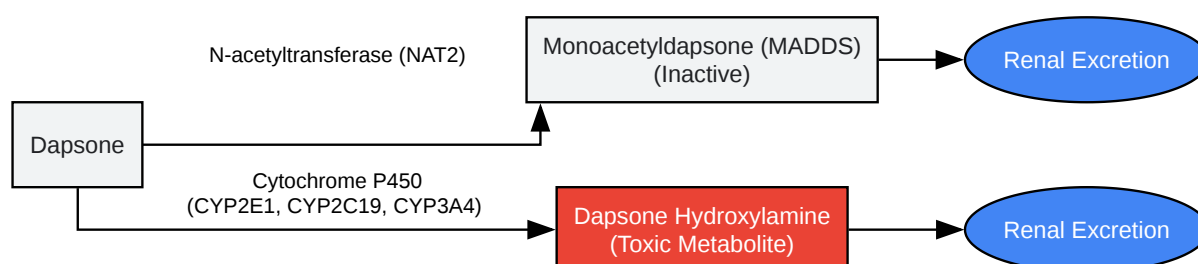 N-acetyltransferase (NAT2)
Monoacetyldapsone (MADDS)
(Inactive)
Renal Excretion
Dapsone
Cytochrome P450
(CYP2E1, CYP2C19, CYP3A4)
Dapsone Hydroxylamine
(Toxic Metabolite)
Renal Excretion